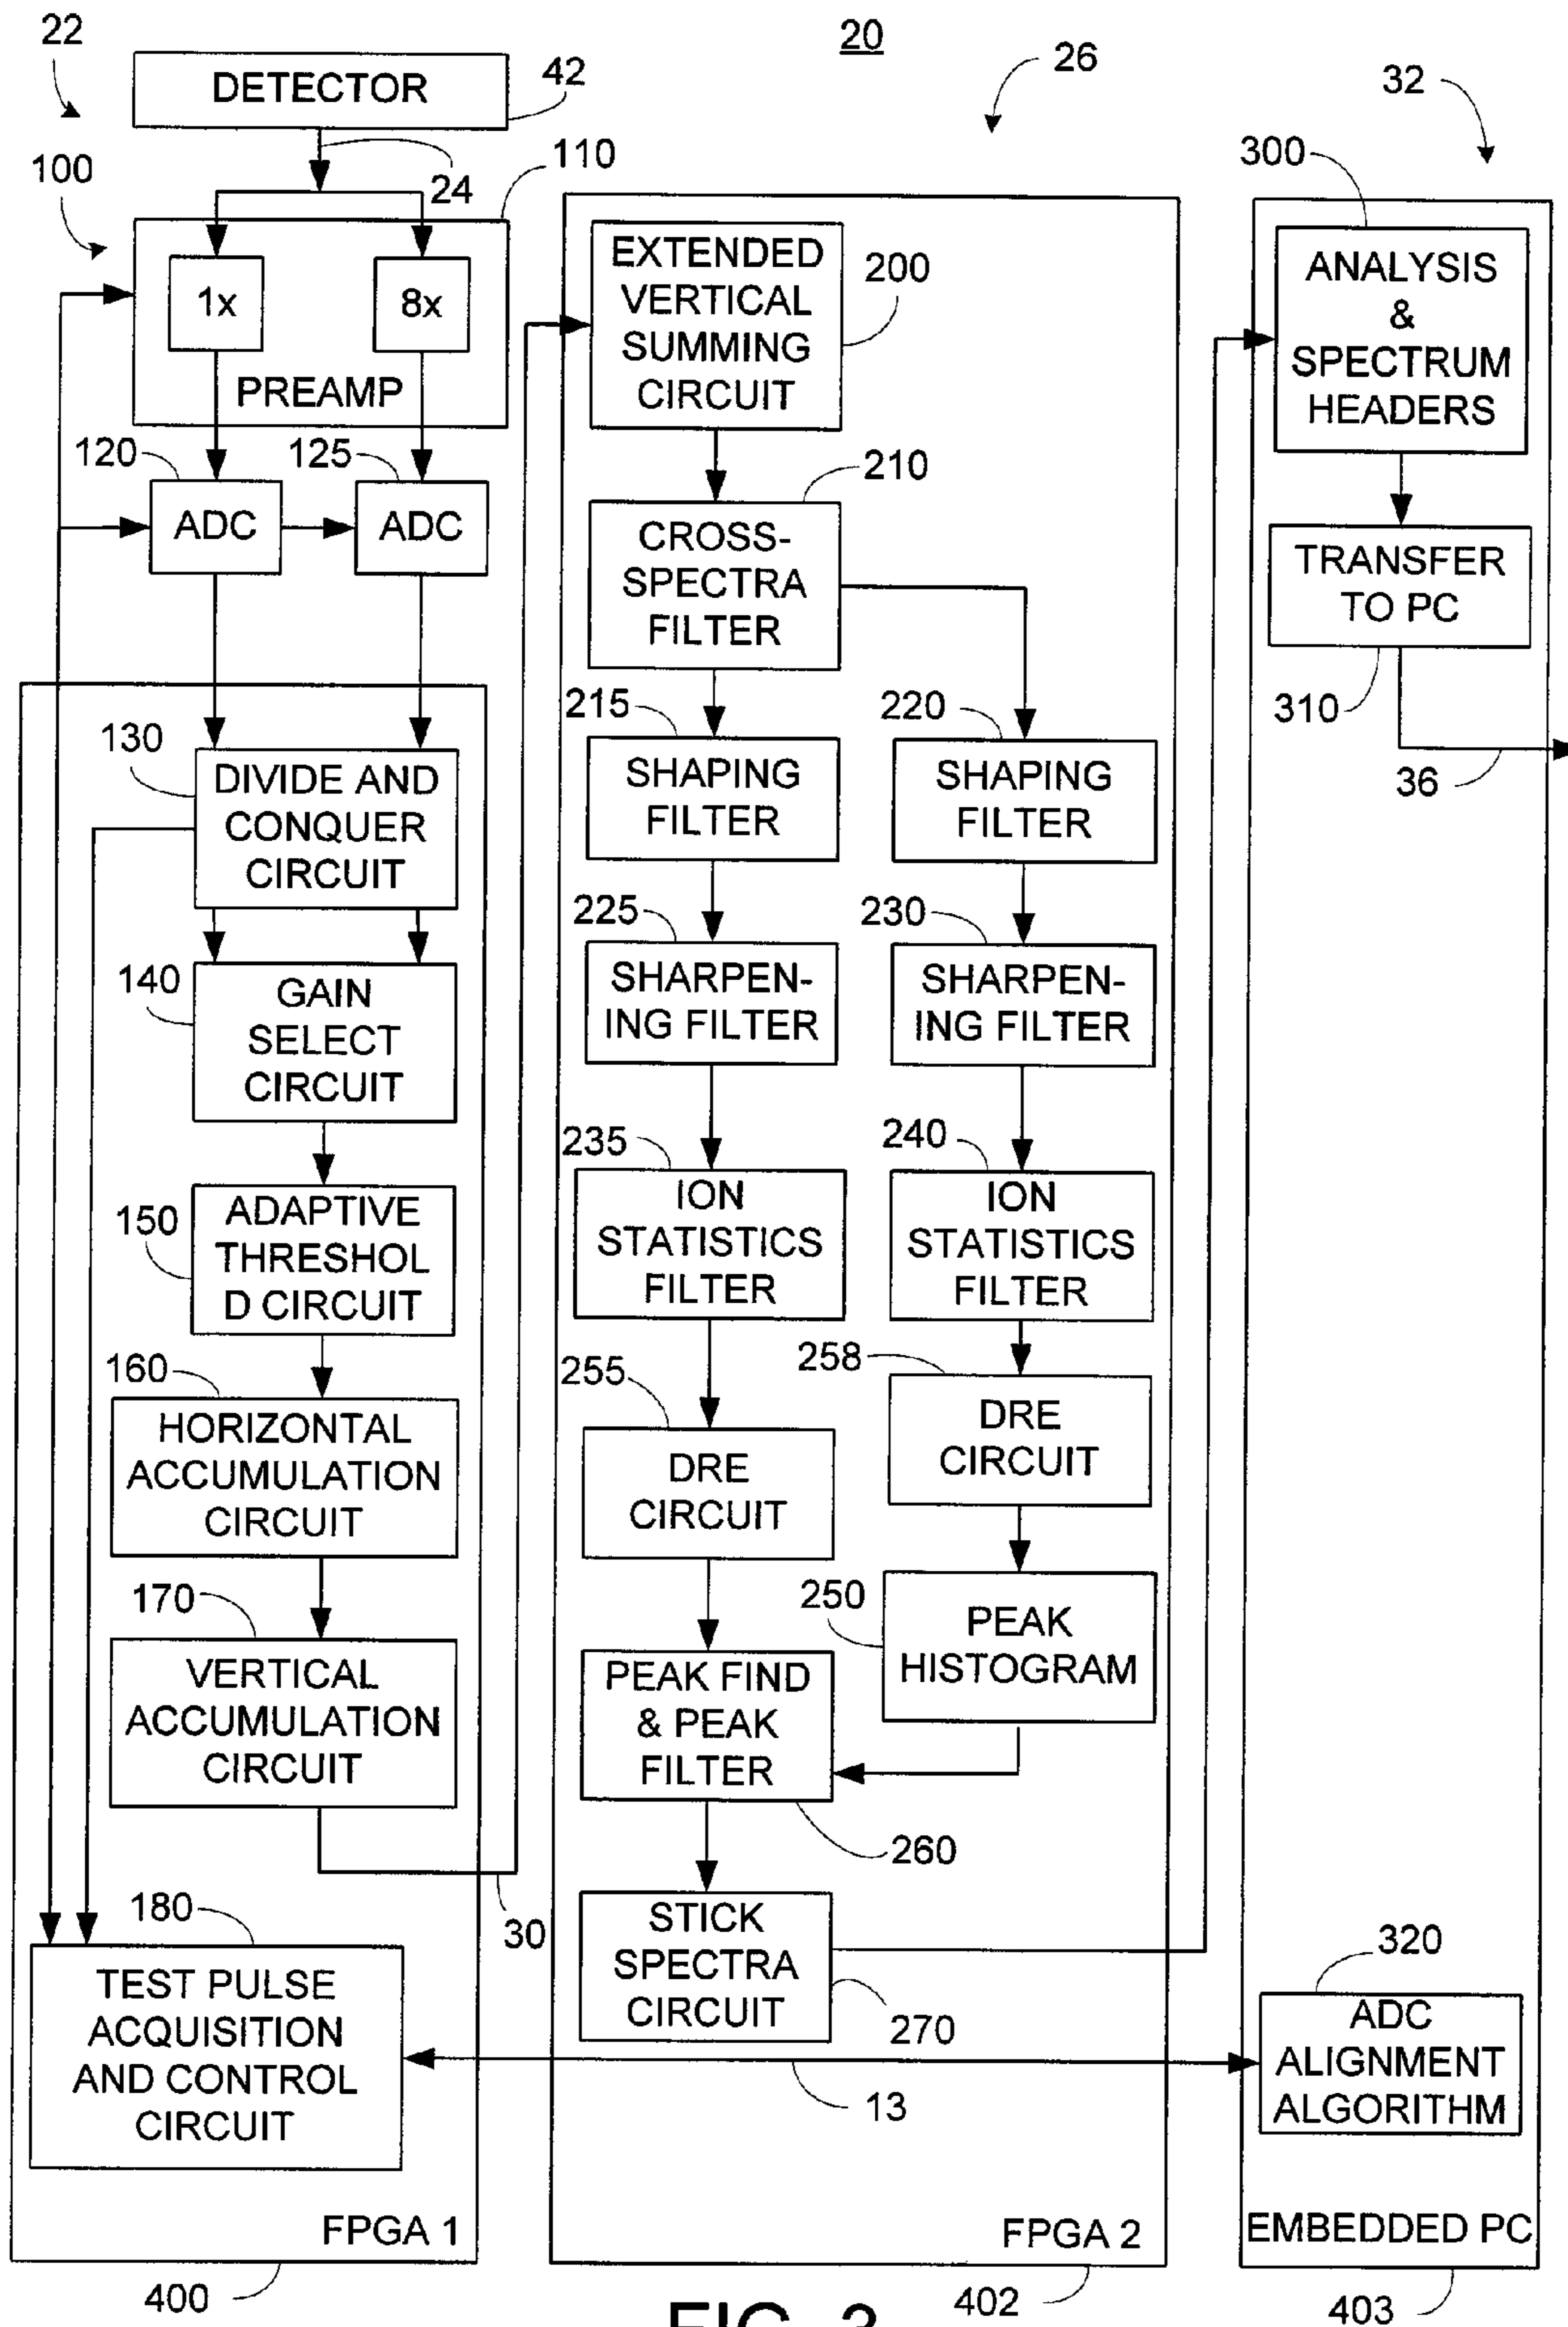 20
22
DETECTOR
42
26
32
100
24
110
1x
8x
PREAMP
120
ADC
125
ADC
130
DIVIDE AND
CONQUER
CIRCUIT
140
GAIN
SELECT
CIRCUIT
150
ADAPTIVE
THRESHOL
D CIRCUIT
160
HORIZONTAL
ACCUMULATION
CIRCUIT
170
VERTICAL
ACCUMULATION
CIRCUIT
30
180
TEST PULSE
ACQUISITION
AND CONTROL
CIRCUIT
FPGA 1
400
EXTENDED
VERTICAL
SUMMING
CIRCUIT
200
210
CROSS-
SPECTRA
FILTER
215
SHAPING
FILTER
220
SHAPING
FILTER
225
SHARPEN-
ING FILTER
230
SHARPEN-
ING FILTER
235
ION
STATISTICS
FILTER
240
ION
STATISTICS
FILTER
255
DRE
CIRCUIT
258
DRE
CIRCUIT
250
PEAK
HISTOGRAM
PEAK FIND
& PEAK
FILTER
260
STICK
SPECTRA
CIRCUIT
270
13
FPGA 2
402
300
ANALYSIS
&
SPECTRUM
HEADERS
TRANSFER
TO PC
310
36
320
ADC
ALIGNMENT
ALGORITHM
EMBEDDED PC
403
FIG. 3